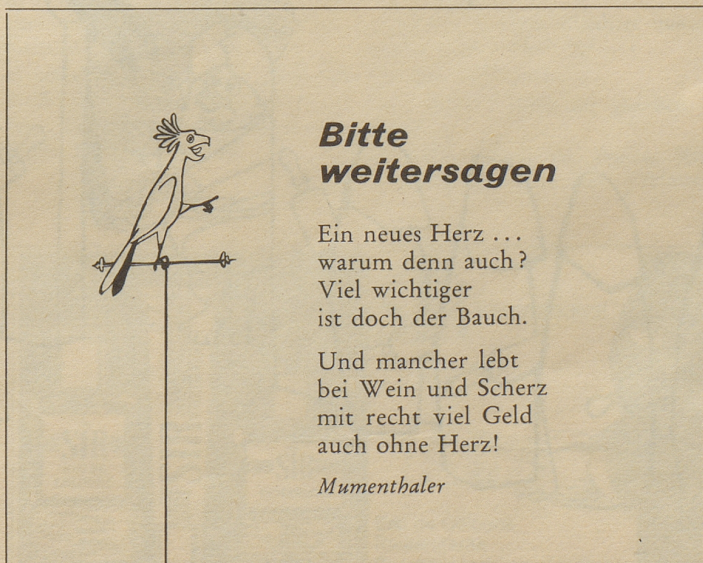 Bitte
weitersagen
Ein neues Herz ...
warum denn auch?
Viel wichtiger
ist doch der Bauch.
Und mancher lebt
bei Wein und Scherz
mit recht viel Geld
auch ohne Herz!
Mumenthaler